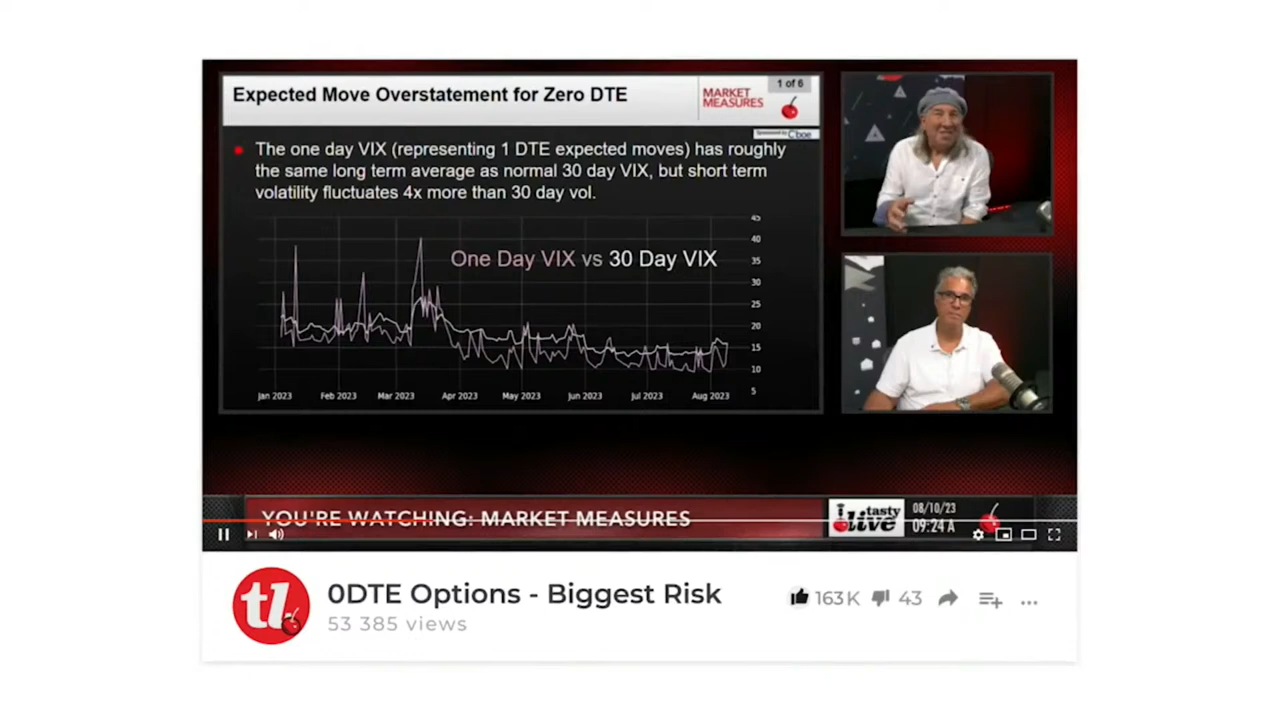 Expected Move Overstatement for Zero DTE
MARKET
MEASURES
1 of 6
Sponsored by Cboe
The one day VIX (representing 1 DTE expected moves) has roughly
the same long term average as normal 30 day VIX, but short term
volatility fluctuates 4x more than 30 day vol.
One Day VIX vs 30 Day VIX
45
40
35
30
25
20
15
10
5
Jan 2023 Feb 2023 Mar 2023 Apr 2023 May 2023 Jun 2023 Jul 2023 Aug 2023
YOU'RE WATCHING: MARKET MEASURES
tasty
live
08/10/23
09:24 A
tl
0DTE Options - Biggest Risk
53 385 views
163K 43